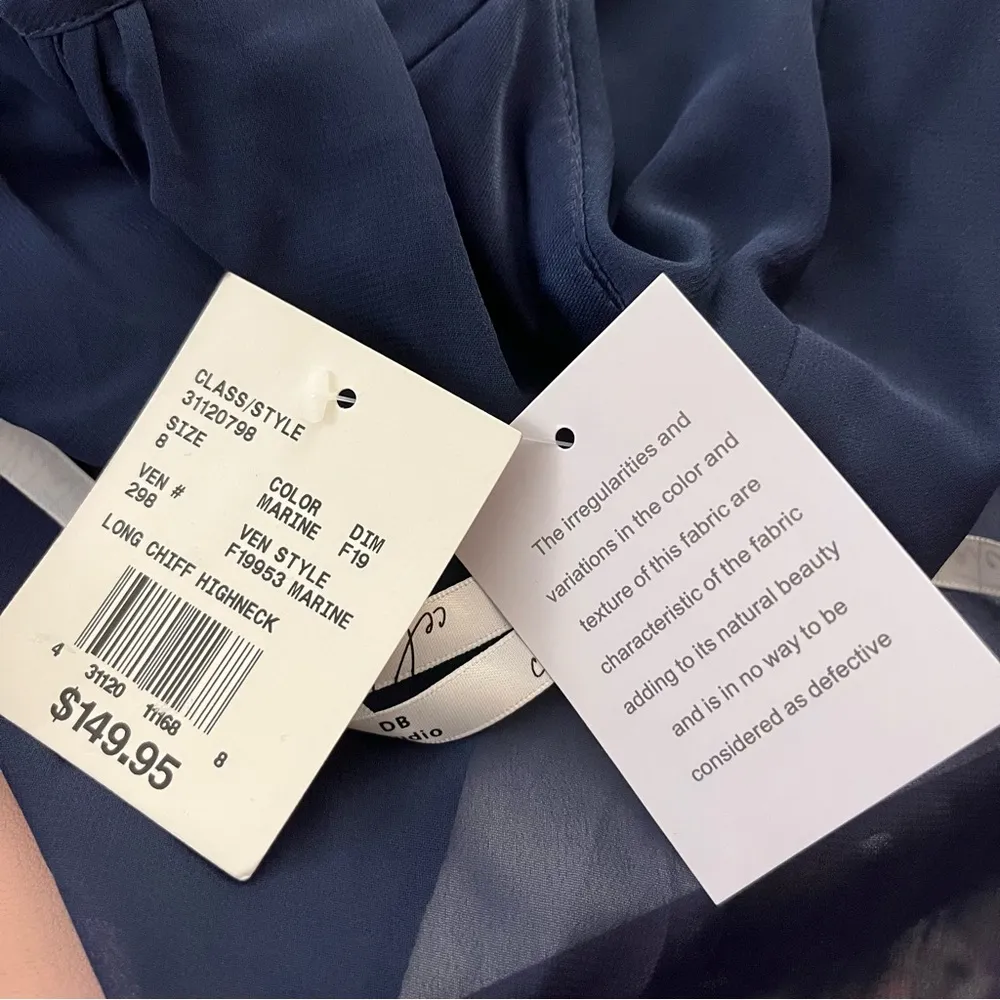 CLASS/STYLE
31120798
SIZE
8
COLOR
MARINE
DIM
F19
VEN #
298
VEN STYLE
F19953 MARINE
LONG CHIFF HIGHNECK
4 31120 11168 8
$149.95
The irregularities and
variations in the color and
texture of this fabric are
characteristic of the fabric
adding to its natural beauty
and is in no way to be
considered as defective
DB